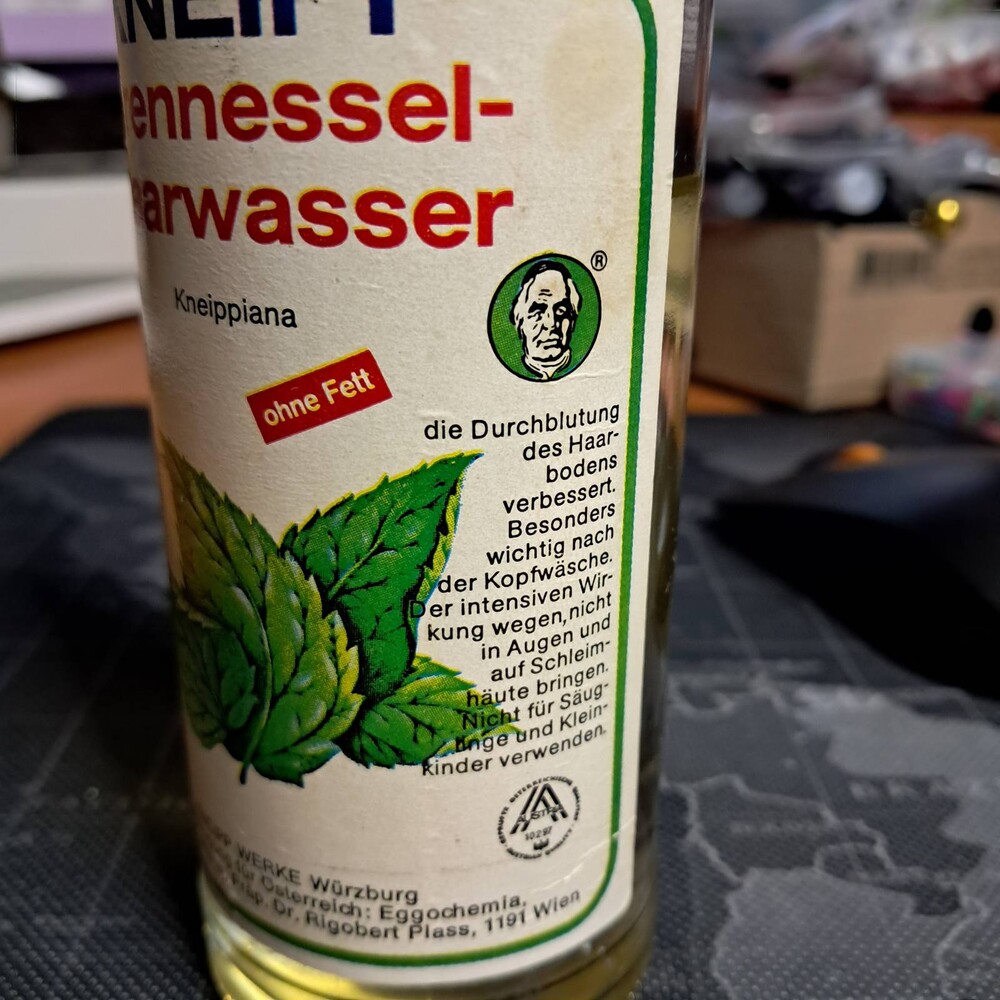 KNEIPP
ennessel-
arwasser
®
Kneippiana
ohne Fett
die Durchblutung
des Haar-
bodens
verbessert.
Besonders
wichtig nach
der Kopfwäsche.
Der intensiven Wir-
kung wegen, nicht
in Augen und
auf Schleim-
häute bringen.
Nicht für Säug-
linge und Klein-
kinder verwenden.
AUSTRIA
WERKE Würzburg
für Österreich: Eggochemia,
Dr. Rigobert Plass, 1191 Wien